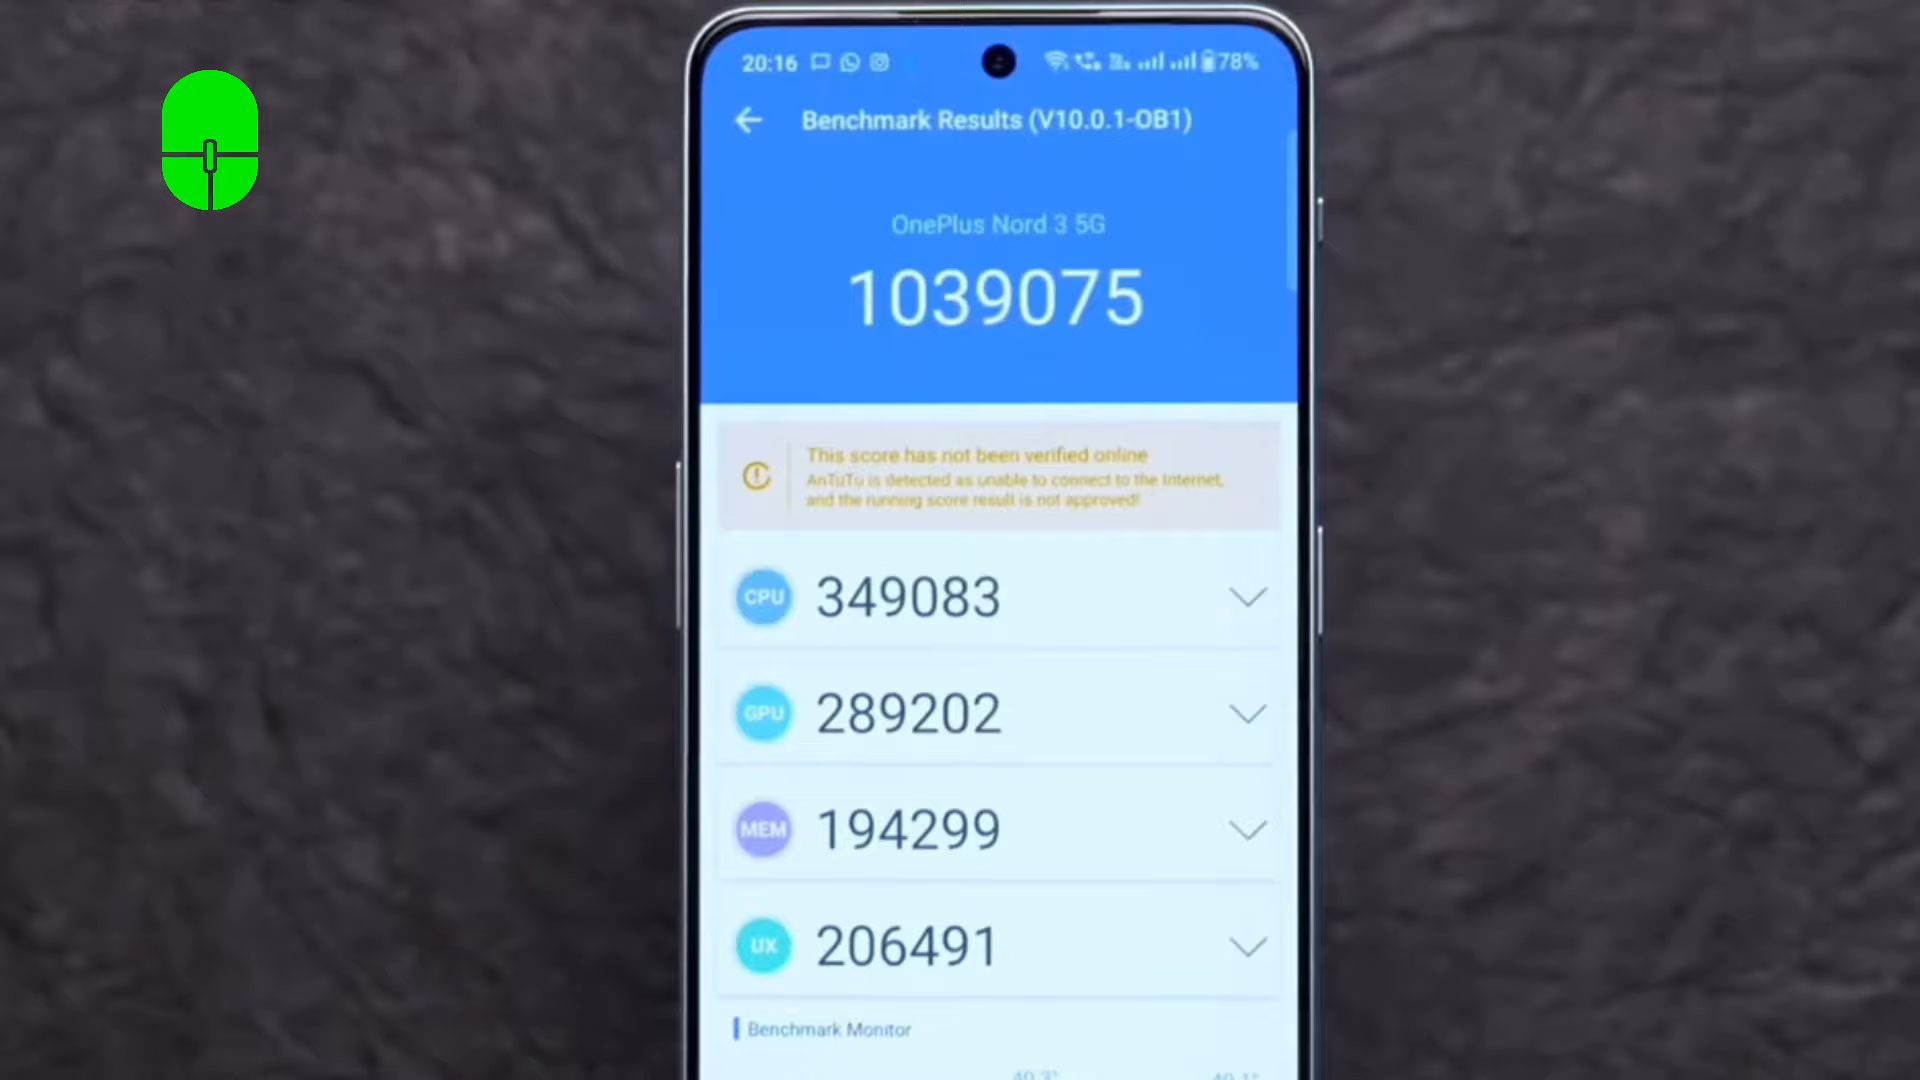 20:16 78%
Benchmark Results (V10.0.1-OB1)
OnePlus Nord 3 5G
1039075
This score has not been verified online
AnTuTu is detected as unable to connect to the Internet,
and the running score result is not approved!
CPU 349083
GPU 289202
MEM 194299
UX 206491
Benchmark Monitor